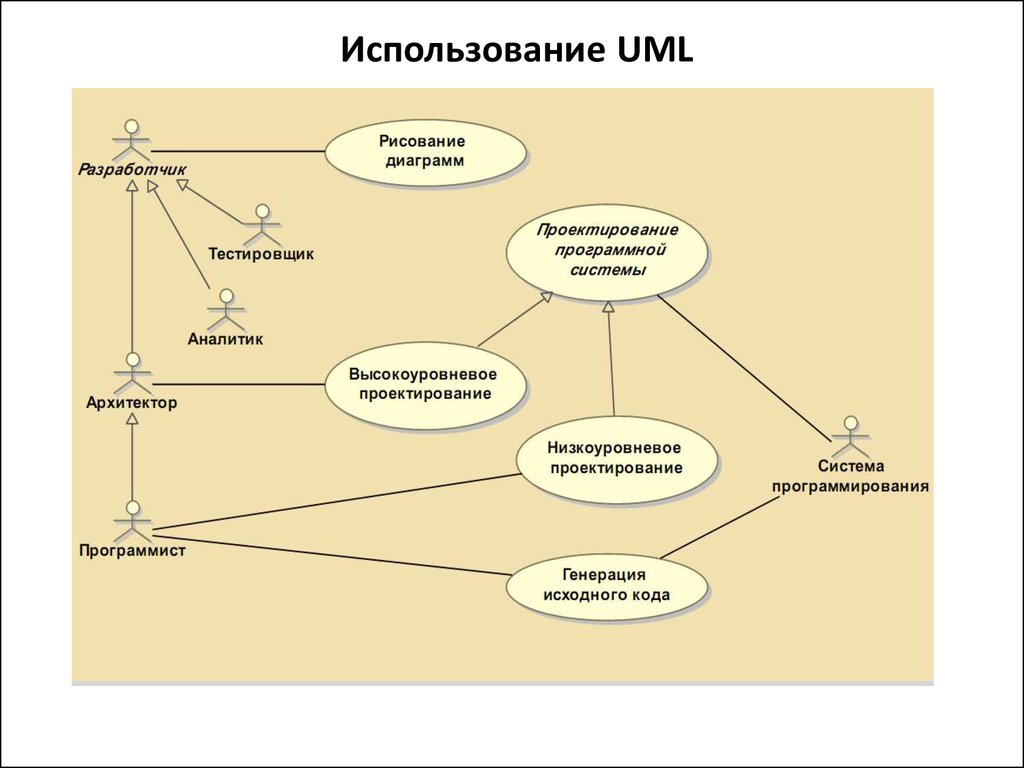 Использование UML
Рисование
диаграмм
Разработчик
Тестировщик
Проектирование
программной
системы
Аналитик
Высокоуровневое
проектирование
Архитектор
Низкоуровневое
проектирование
Система
программирования
Программист
Генерация
исходного кода